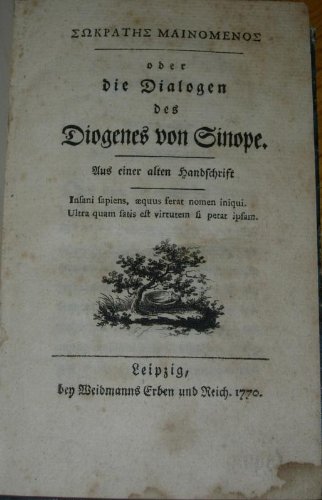 ΣΩΚΡΑΤΗΣ ΜΑΙΝΟΜΕΝΟΣ
oder
die Dialogen
des
Diogenes von Sinope.
Aus einer alten Handſchrift
Inſani ſapiens, æquus ferat nomen iniqui.
Ultra quam ſatis eſt virtutem ſi petat ipſam.
Leipzig,
bey Weidmanns Erben und Reich. 1770.